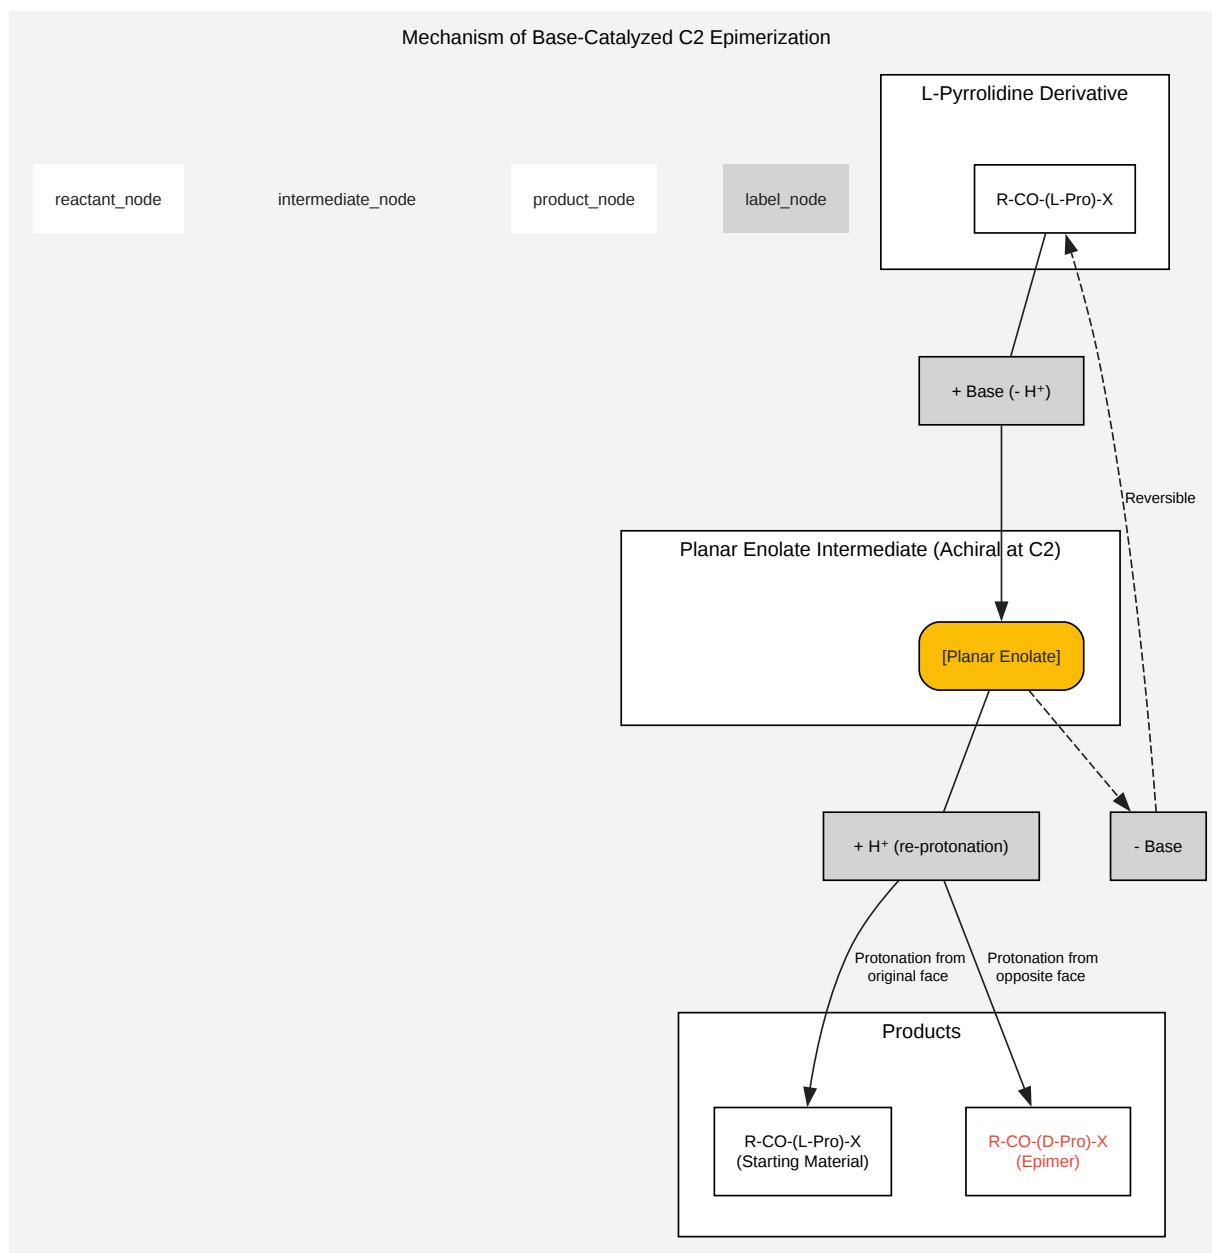 Mechanism of Base-Catalyzed C2 Epimerization
L-Pyrrolidine Derivative
reactant_node
intermediate_node
product_node
label_node
R-CO-(L-Pro)-X
+ Base (- H⁺)
Reversible
Planar Enolate Intermediate (Achiral at C2)
[Planar Enolate]
+ H⁺ (re-protonation)
- Base
Protonation from
original face
Protonation from
opposite face
Products
R-CO-(L-Pro)-X
(Starting Material)
R-CO-(D-Pro)-X
(Epimer)